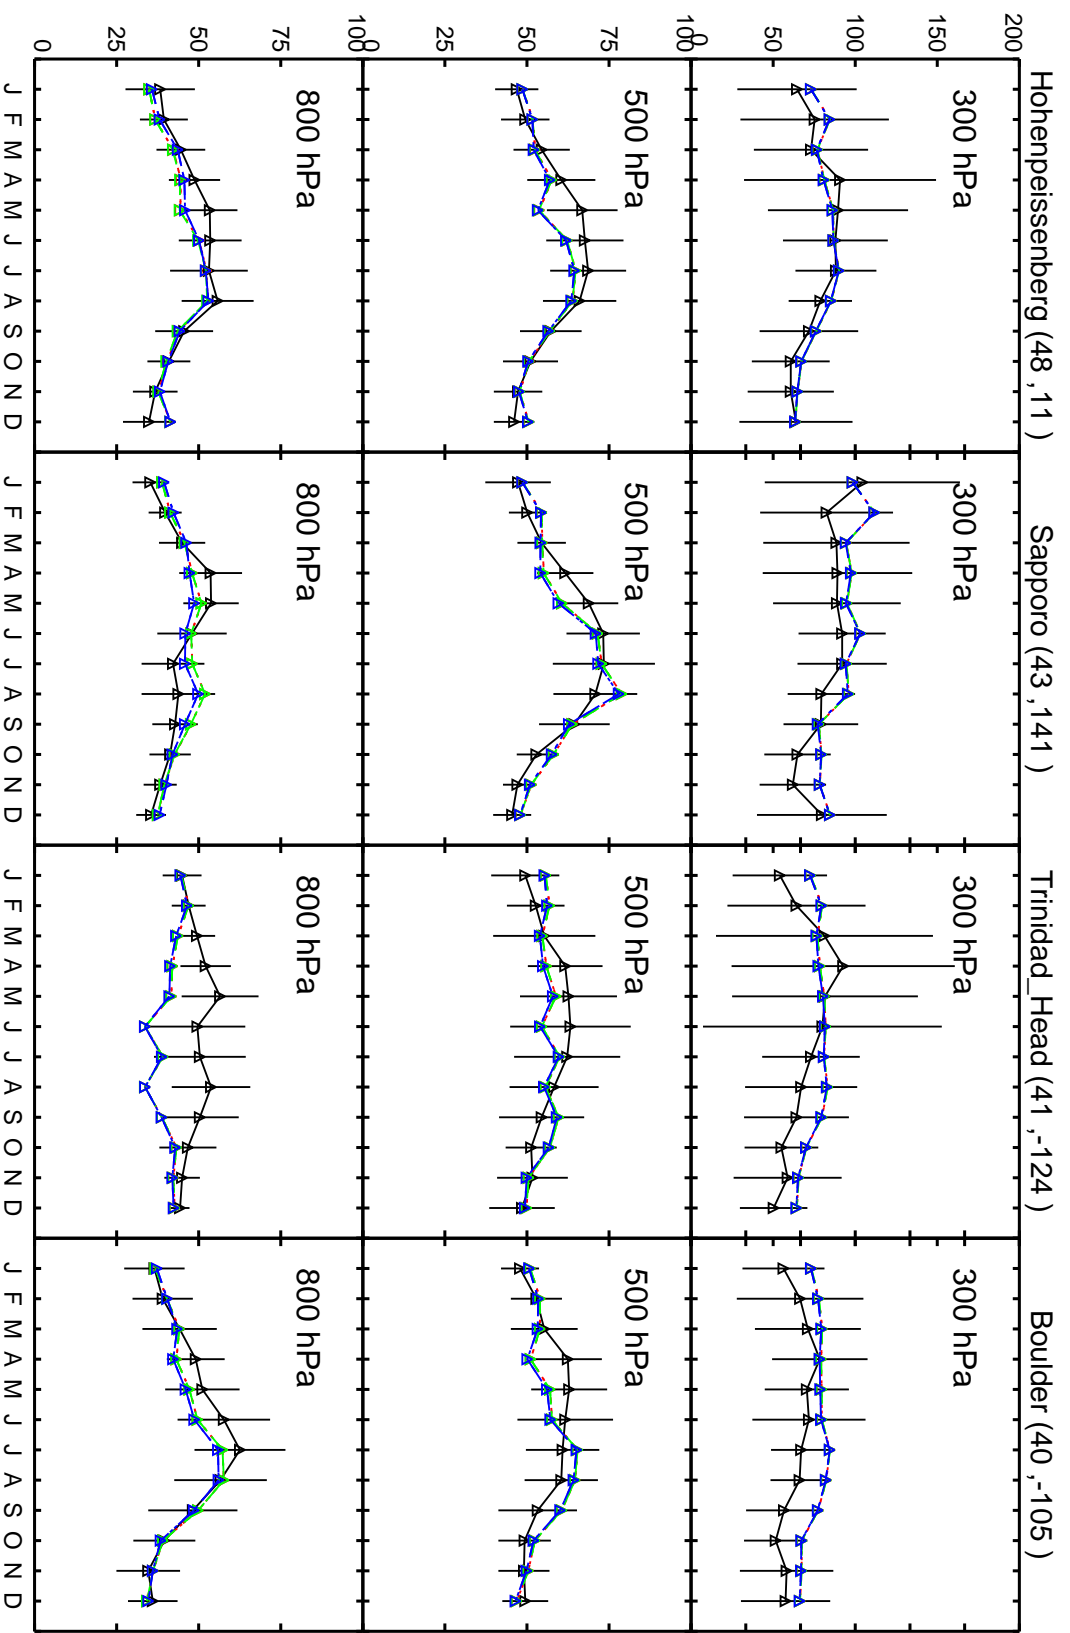 Hohenpeissenberg (48 ,11 )
Sapporo (43 ,141 )
Trinidad_Head (41 ,-124 )
Boulder (40 ,-105 )
200
150
100
50
0
300 hPa
300 hPa
300 hPa
300 hPa
100
75
50
0
500 hPa
500 hPa
500 hPa
500 hPa
100
75
50
25
0
800 hPa
800 hPa
800 hPa
800 hPa
J F M A M J J A S O N D
J F M A M J J A S O N D
J F M A M J J A S O N D
J F M A M J J A S O N D